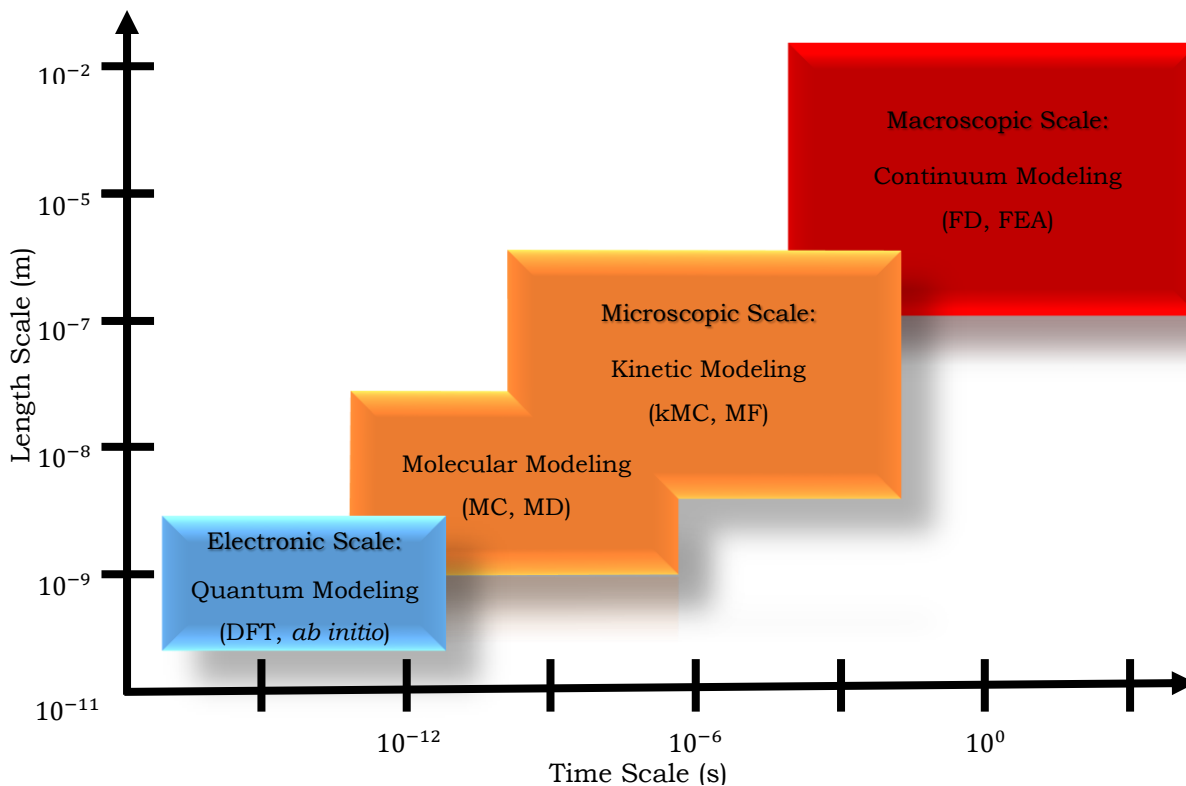 10⁻²
Macroscopic Scale:
Continuum Modeling
(FD, FEA)
10⁻⁵
Length Scale (m)
10⁻⁷
Microscopic Scale:
Kinetic Modeling
(kMC, MF)
10⁻⁸
Molecular Modeling
(MC, MD)
Electronic Scale:
10⁻⁹
Quantum Modeling
(DFT, ab initio)
10⁻¹¹
10⁻¹² 10⁻⁶ 10⁰
Time Scale (s)